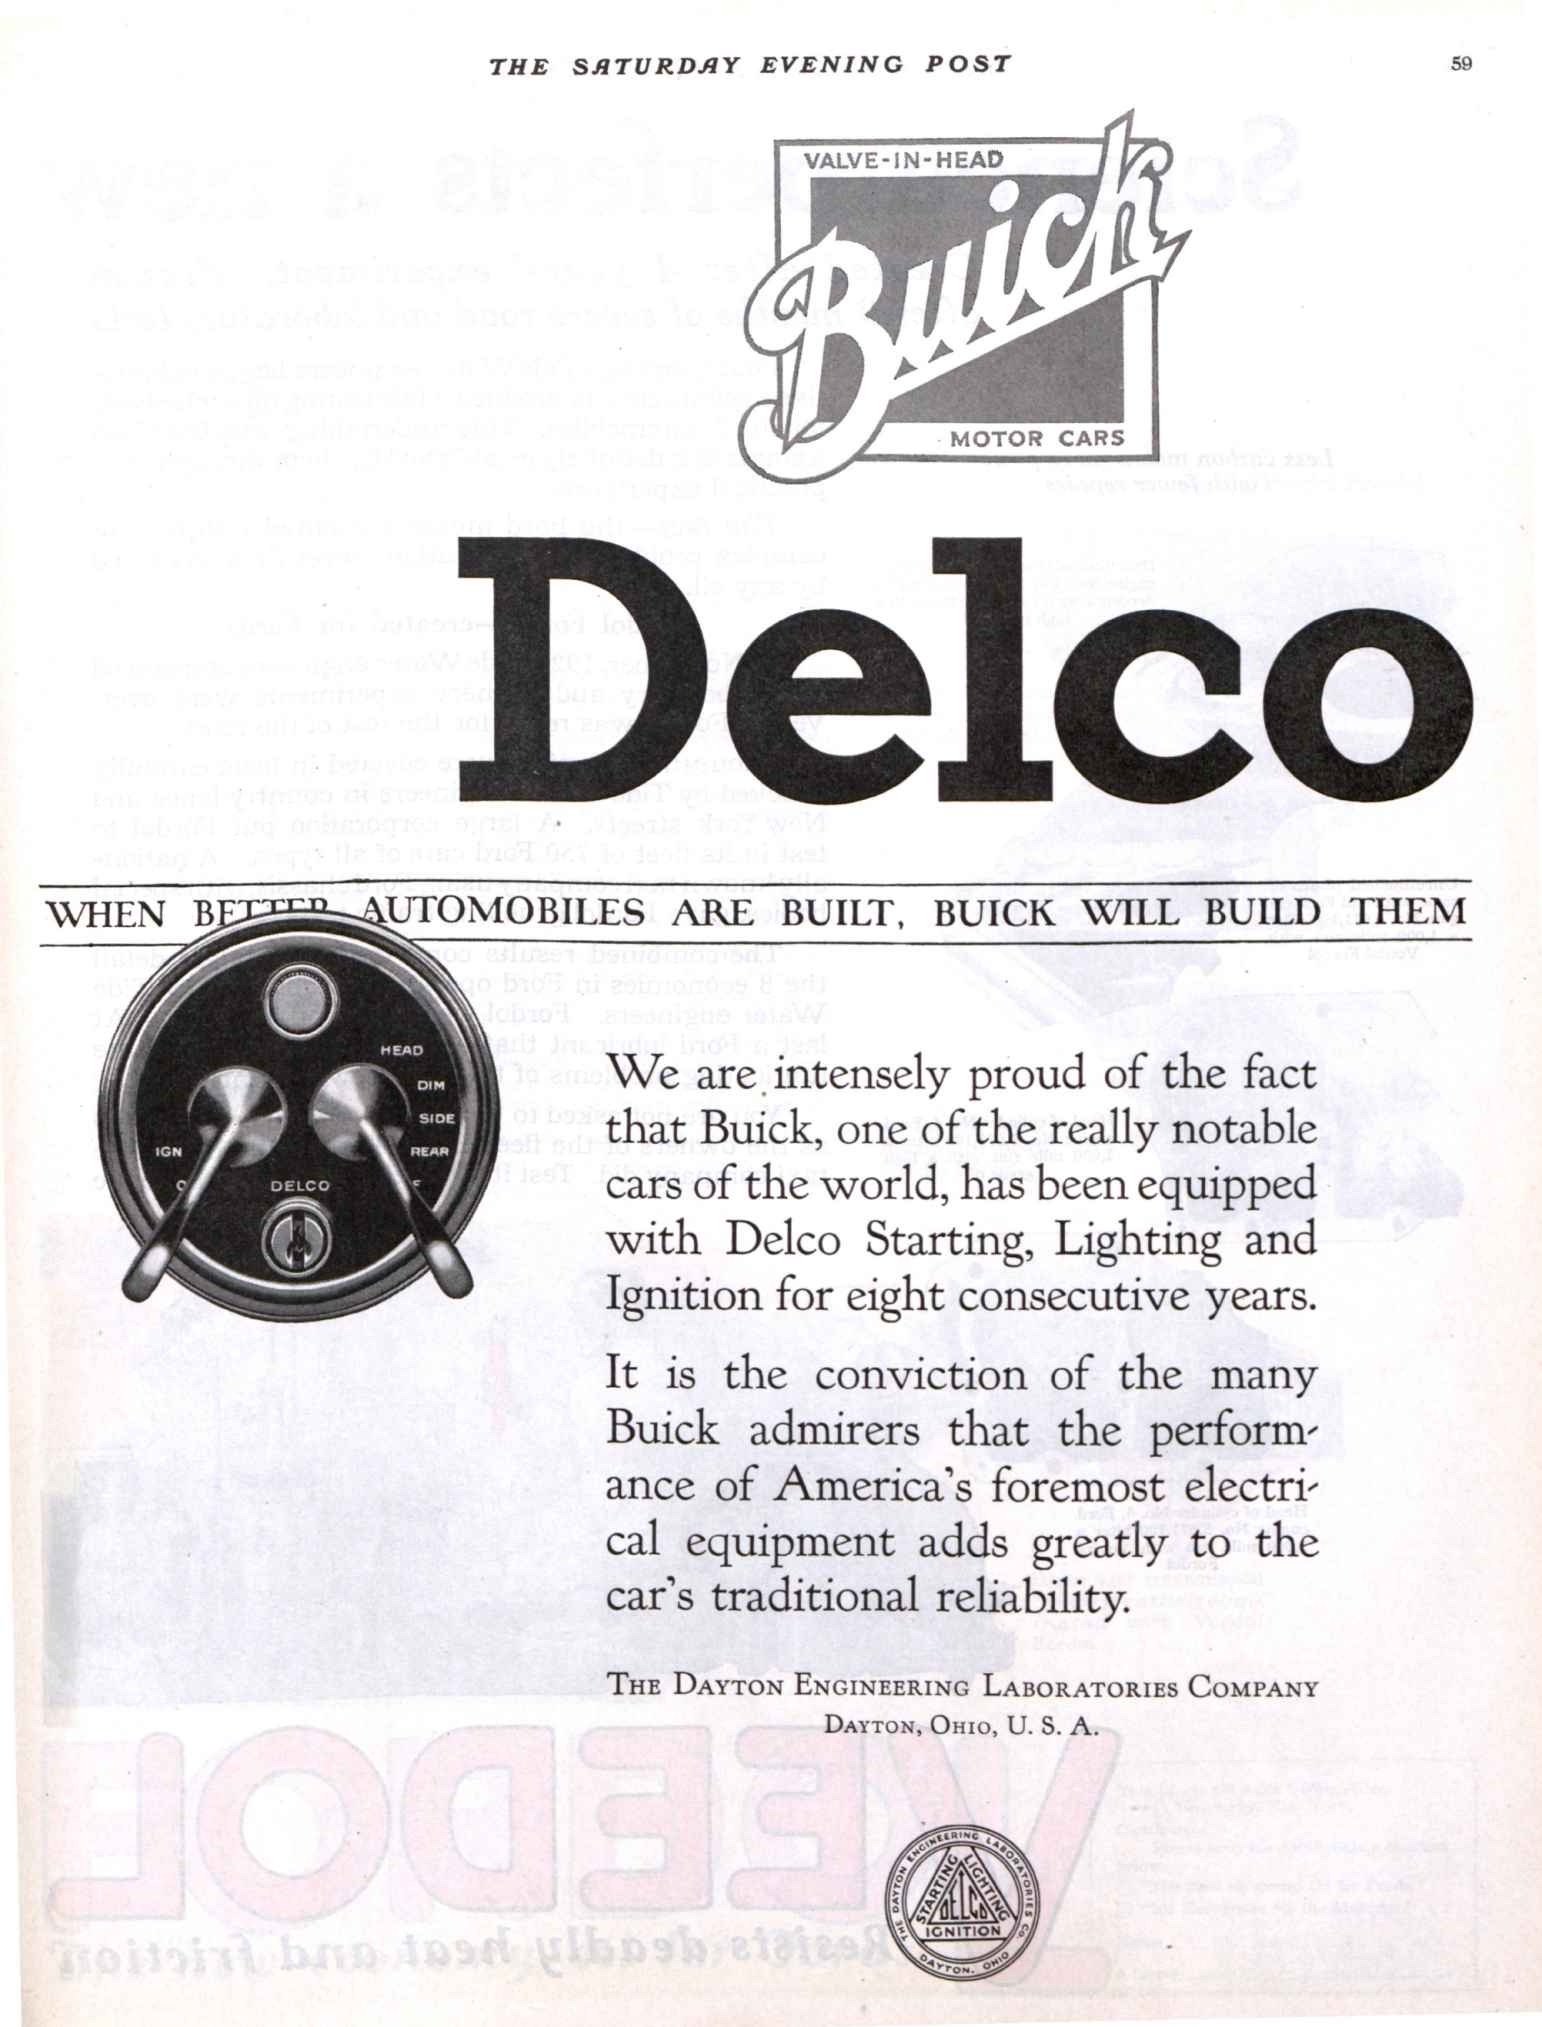 THE SATURDAY EVENING POST
59
VALVE-IN-HEAD
Buick
MOTOR CARS
Delco
WHEN BETTER AUTOMOBILES ARE BUILT, BUICK WILL BUILD THEM
HEAD
DIM
SIDE
REAR
IGN
DELCO
We are intensely proud of the fact
that Buick, one of the really notable
cars of the world, has been equipped
with Delco Starting, Lighting and
Ignition for eight consecutive years.
It is the conviction of the many
Buick admirers that the perform-
ance of America's foremost electri-
cal equipment adds greatly to the
car's traditional reliability.
THE DAYTON ENGINEERING LABORATORIES COMPANY
DAYTON, OHIO, U. S. A.
THE DAYTON ENGINEERING LABORATORIES CO.
STARTING LIGHTING
DELCO
IGNITION
DAYTON, OHIO